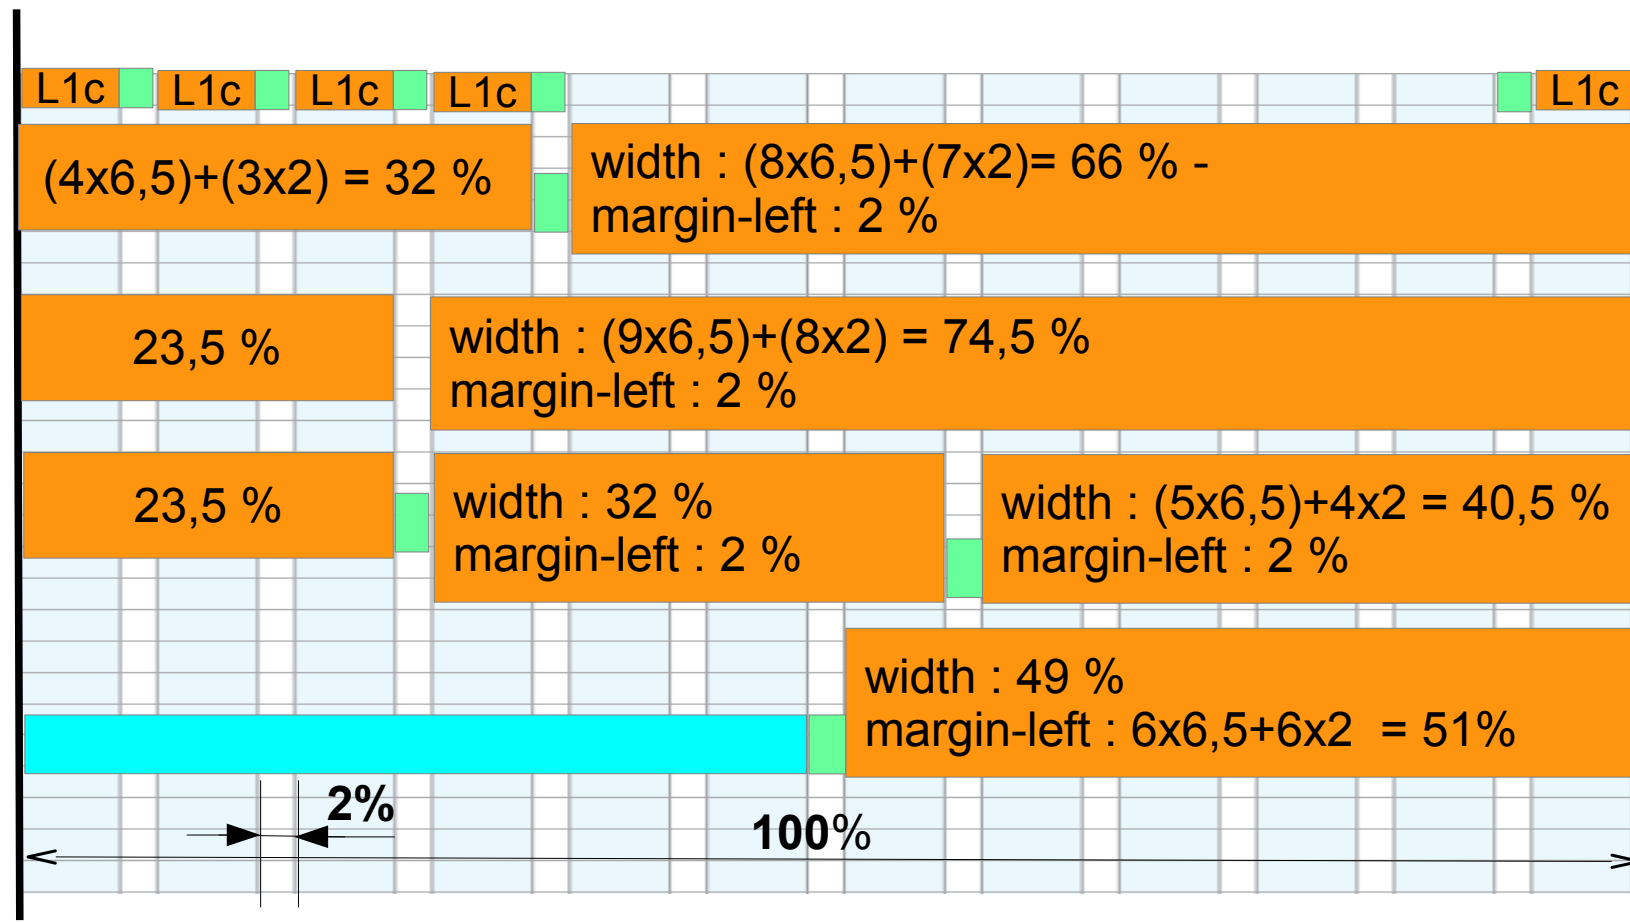 L1c L1c L1c L1c L1c
(4x6,5)+(3x2) = 32 %
width : (8x6,5)+(7x2)= 66 % -
margin-left : 2 %
23,5 %
width : (9x6,5)+(8x2) = 74,5 %
margin-left : 2 %
23,5 %
width : 32 %
margin-left : 2 %
width : (5x6,5)+4x2 = 40,5 %
margin-left : 2 %
width : 49 %
margin-left : 6x6,5+6x2  = 51%
2%
100%